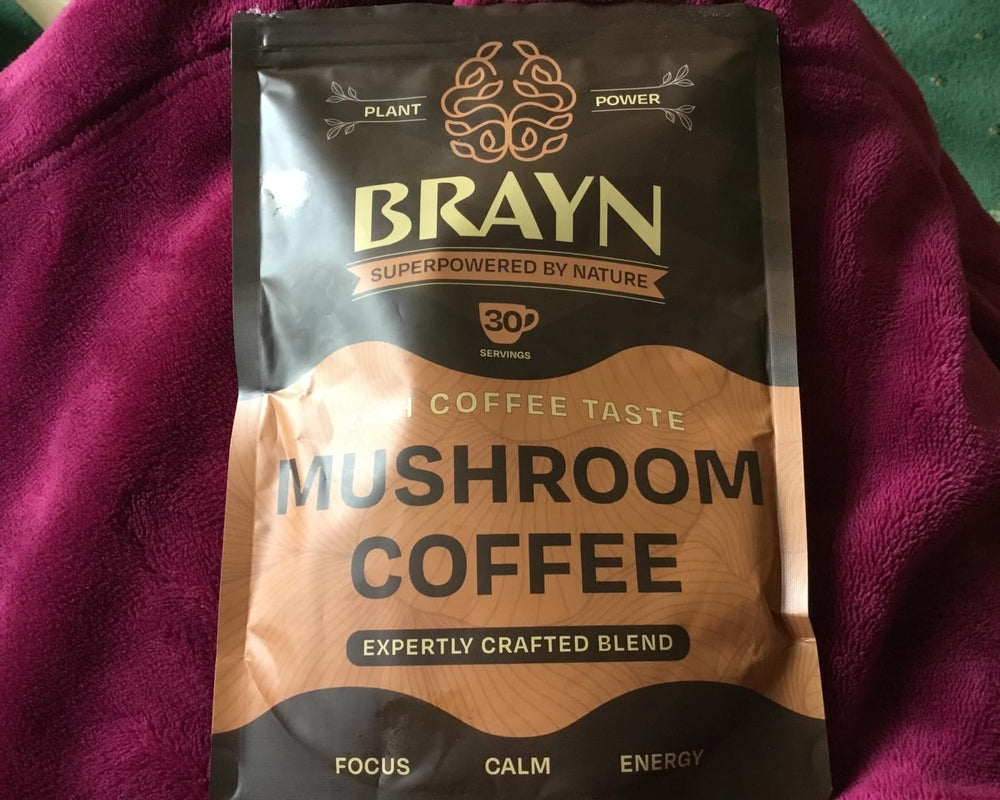 PLANT POWER
BRAYN
SUPERPOWERED BY NATURE
30
SERVINGS
COFFEE TASTE
MUSHROOM
COFFEE
EXPERTLY CRAFTED BLEND
FOCUS CALM ENERGY